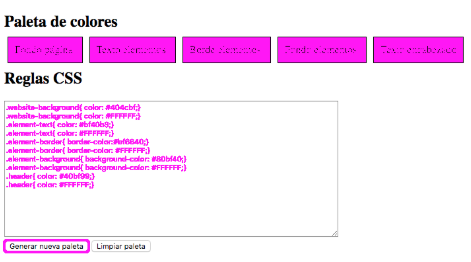 Paleta de colores
Fondo página Texto elementos Borde elementos Fondo elementos Texto encabezado
Reglas CSS
.website-background{ color: #404cbf;}
.website-background{ color: #FFFFFF;}
.element-text{ color: #bf40b9;}
.element-text{ color: #FFFFFF;}
.element-border{ border-color:#bf6640;}
.element-border{ border-color: #FFFFFF;}
.element-background{ background-color: #80bf40;}
.element-background{ background-color: #FFFFFF;}
.header{ color: #40bf99;}
.header{ color: #FFFFFF;}
Generar nueva paleta Limpiar paleta